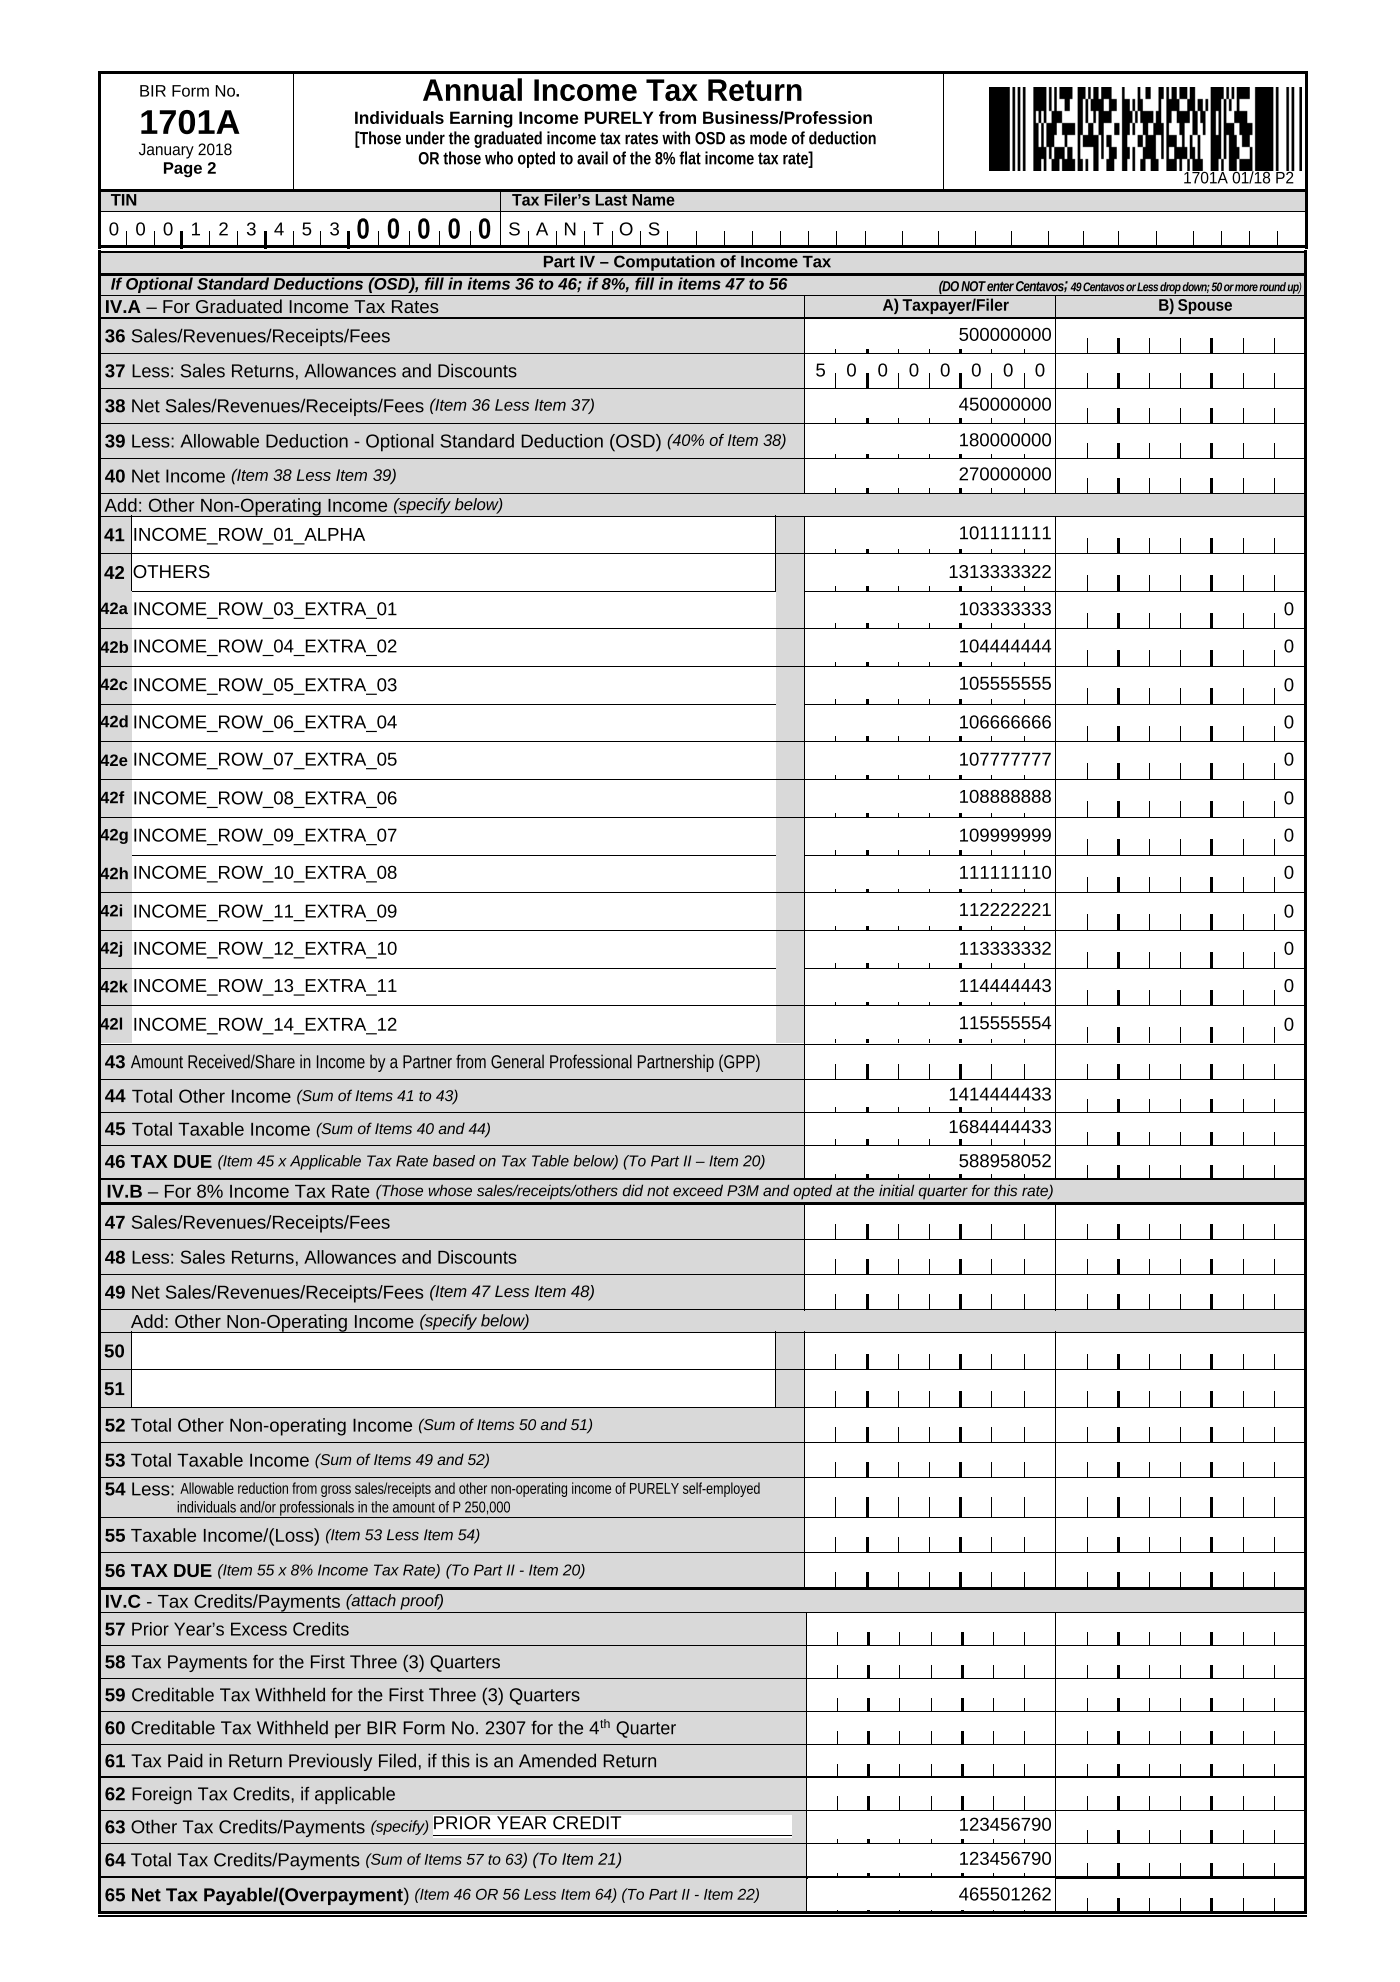 BIR Form No.
1701A
January 2018
Page 2
Annual Income Tax Return
Individuals Earning Income PURELY from Business/Profession
[Those under the graduated income tax rates with OSD as mode of deduction
OR those who opted to avail of the 8% flat income tax rate]
1701A 01/18 P2
TIN Tax Filer’s Last Name
0 0 0 1 2 3 4 5 3 0 0 0 0 0 S A N T O S
Part IV – Computation of Income Tax
If Optional Standard Deductions (OSD), fill in items 36 to 46; if 8%, fill in items 47 to 56 (DO NOT enter Centavos; 49 Centavos or Less drop down; 50 or more round up)
IV.A – For Graduated Income Tax Rates A) Taxpayer/Filer B) Spouse
36 Sales/Revenues/Receipts/Fees 500000000
37 Less: Sales Returns, Allowances and Discounts 5 0 0 0 0 0 0 0
38 Net Sales/Revenues/Receipts/Fees (Item 36 Less Item 37) 450000000
39 Less: Allowable Deduction - Optional Standard Deduction (OSD) (40% of Item 38) 180000000
40 Net Income (Item 38 Less Item 39) 270000000
Add: Other Non-Operating Income (specify below)
41 INCOME_ROW_01_ALPHA 101111111
42 OTHERS 1313333322
42a INCOME_ROW_03_EXTRA_01 103333333 0
42b INCOME_ROW_04_EXTRA_02 104444444 0
42c INCOME_ROW_05_EXTRA_03 105555555 0
42d INCOME_ROW_06_EXTRA_04 106666666 0
42e INCOME_ROW_07_EXTRA_05 107777777 0
42f INCOME_ROW_08_EXTRA_06 108888888 0
42g INCOME_ROW_09_EXTRA_07 109999999 0
42h INCOME_ROW_10_EXTRA_08 111111110 0
42i INCOME_ROW_11_EXTRA_09 112222221 0
42j INCOME_ROW_12_EXTRA_10 113333332 0
42k INCOME_ROW_13_EXTRA_11 114444443 0
42l INCOME_ROW_14_EXTRA_12 115555554 0
43 Amount Received/Share in Income by a Partner from General Professional Partnership (GPP)
44 Total Other Income (Sum of Items 41 to 43) 1414444433
45 Total Taxable Income (Sum of Items 40 and 44) 1684444433
46 TAX DUE (Item 45 x Applicable Tax Rate based on Tax Table below) (To Part II – Item 20) 588958052
IV.B – For 8% Income Tax Rate (Those whose sales/receipts/others did not exceed P3M and opted at the initial quarter for this rate)
47 Sales/Revenues/Receipts/Fees
48 Less: Sales Returns, Allowances and Discounts
49 Net Sales/Revenues/Receipts/Fees (Item 47 Less Item 48)
Add: Other Non-Operating Income (specify below)
50
51
52 Total Other Non-operating Income (Sum of Items 50 and 51)
53 Total Taxable Income (Sum of Items 49 and 52)
54 Less: Allowable reduction from gross sales/receipts and other non-operating income of PURELY self-employed
individuals and/or professionals in the amount of P 250,000
55 Taxable Income/(Loss) (Item 53 Less Item 54)
56 TAX DUE (Item 55 x 8% Income Tax Rate) (To Part II - Item 20)
IV.C - Tax Credits/Payments (attach proof)
57 Prior Year’s Excess Credits
58 Tax Payments for the First Three (3) Quarters
59 Creditable Tax Withheld for the First Three (3) Quarters
60 Creditable Tax Withheld per BIR Form No. 2307 for the 4th Quarter
61 Tax Paid in Return Previously Filed, if this is an Amended Return
62 Foreign Tax Credits, if applicable
63 Other Tax Credits/Payments (specify) PRIOR YEAR CREDIT 123456790
64 Total Tax Credits/Payments (Sum of Items 57 to 63) (To Item 21) 123456790
65 Net Tax Payable/(Overpayment) (Item 46 OR 56 Less Item 64) (To Part II - Item 22) 465501262